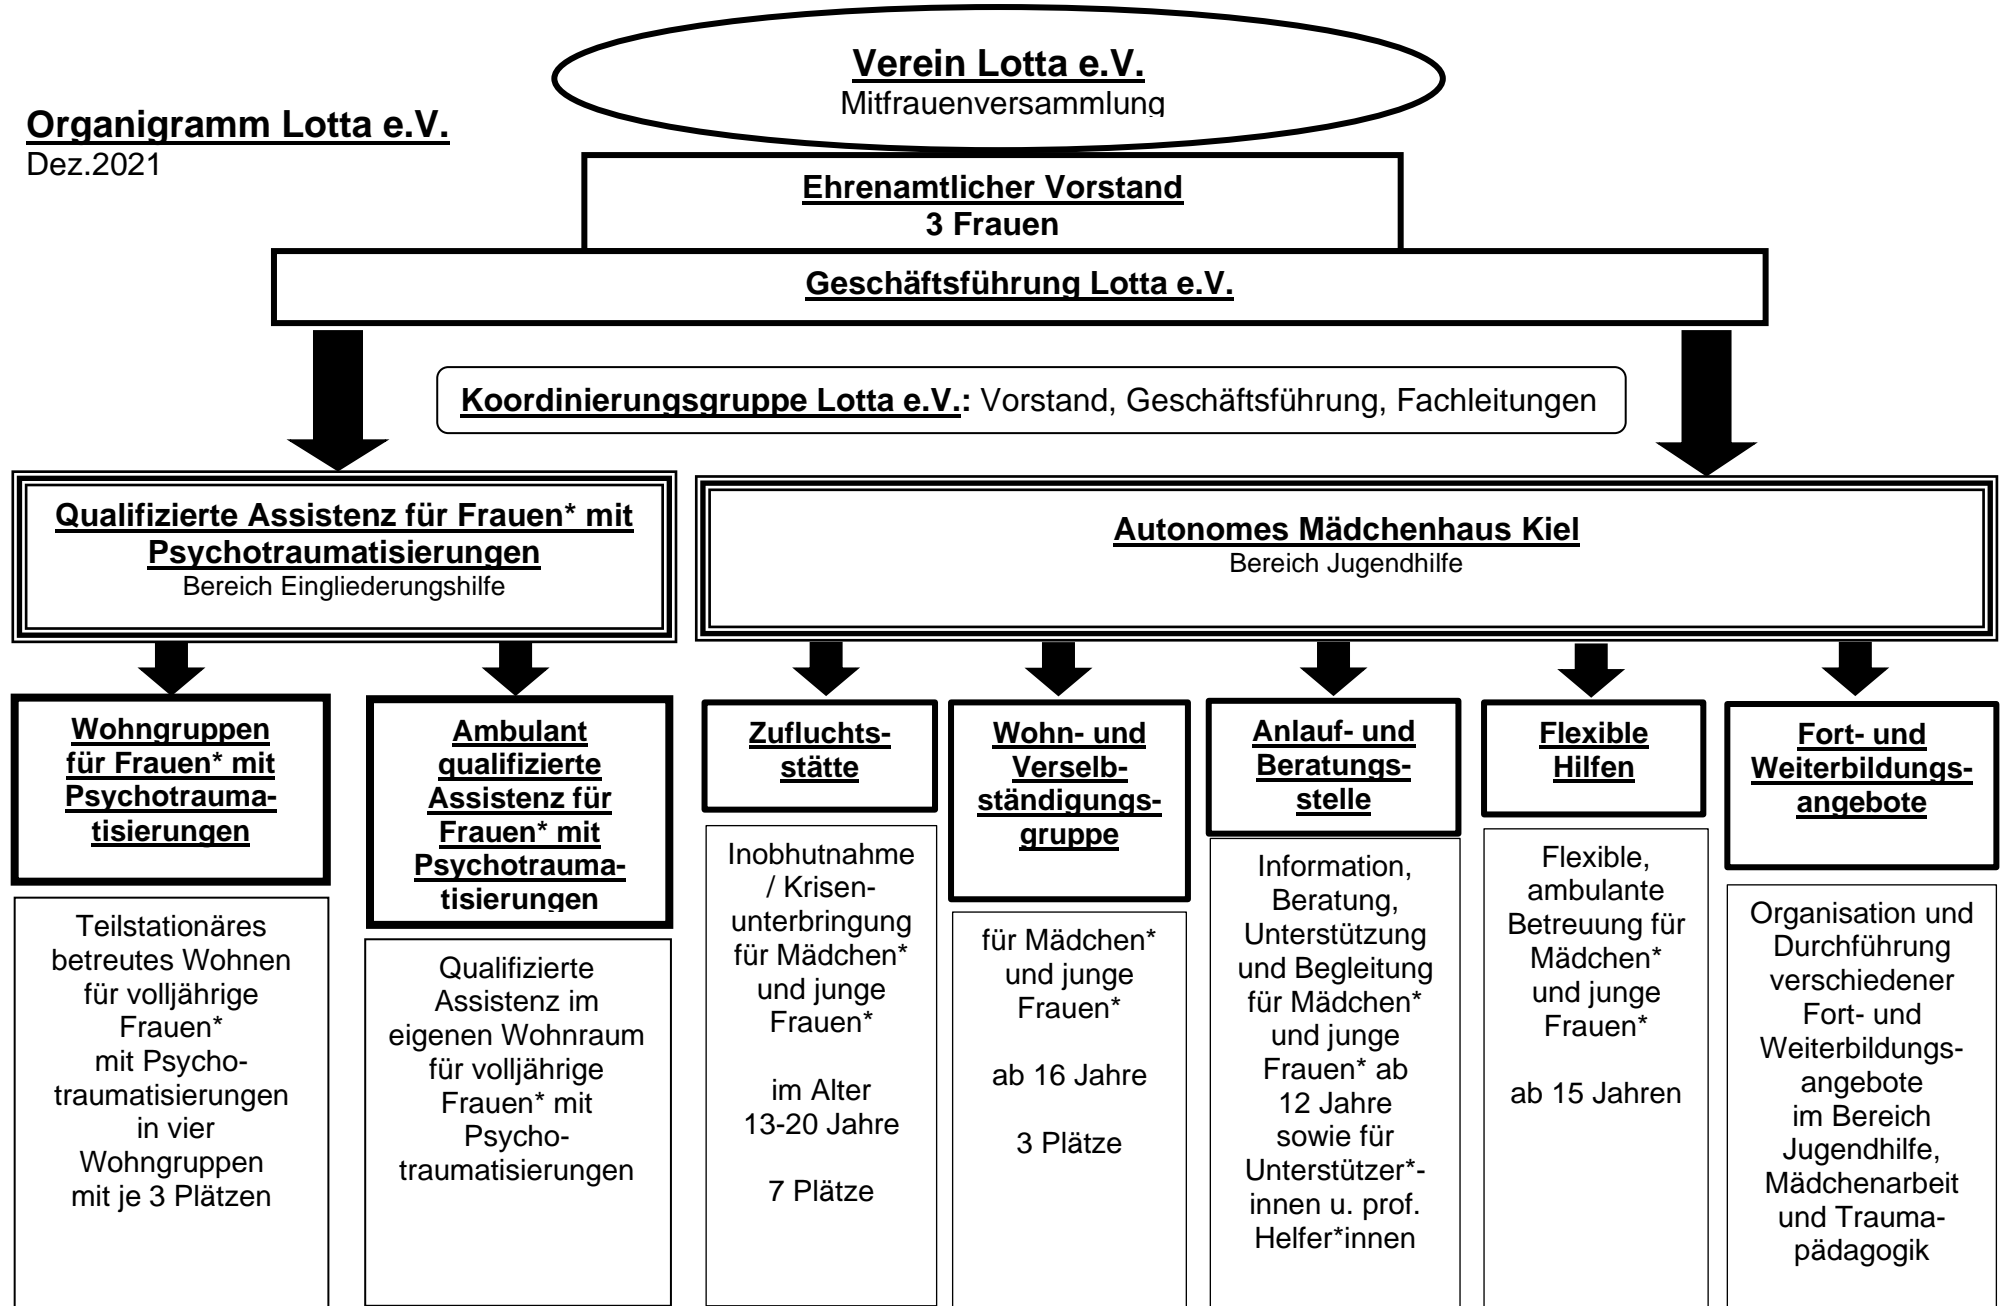 Verein Lotta e.V.
Mitfrauenversammlung
Organigramm Lotta e.V.
Dez.2021
Ehrenamtlicher Vorstand
3 Frauen
Geschäftsführung Lotta e.V.
Koordinierungsgruppe Lotta e.V.: Vorstand, Geschäftsführung, Fachleitungen
Qualifizierte Assistenz für Frauen* mit
Psychotraumatisierungen
Bereich Eingliederungshilfe
Autonomes Mädchenhaus Kiel
Bereich Jugendhilfe
Wohngruppen
für Frauen* mit
Psychotrauma-
tisierungen
Teilstationäres
betreutes Wohnen
für volljährige
Frauen*
mit Psycho-
traumatisierungen
in vier
Wohngruppen
mit je 3 Plätzen
Ambulant
qualifizierte
Assistenz für
Frauen* mit
Psychotrauma-
tisierungen
Qualifizierte
Assistenz im
eigenen Wohnraum
für volljährige
Frauen* mit
Psycho-
traumatisierungen
Zufluchts-
stätte
Inobhutnahme
/ Krisen-
unterbringung
für Mädchen*
und junge
Frauen*
im Alter
13-20 Jahre
7 Plätze
Wohn- und
Verselb-
ständigungs-
gruppe
für Mädchen*
und junge
Frauen*
ab 16 Jahre
3 Plätze
Anlauf- und
Beratungs-
stelle
Information,
Beratung,
Unterstützung
und Begleitung
für Mädchen*
und junge
Frauen* ab
12 Jahre
sowie für
Unterstützer*-
innen u. prof.
Helfer*innen
Flexible
Hilfen
Flexible,
ambulante
Betreuung für
Mädchen*
und junge
Frauen*
ab 15 Jahren
Fort- und
Weiterbildungs-
angebote
Organisation und
Durchführung
verschiedener
Fort- und
Weiterbildungs-
angebote
im Bereich
Jugendhilfe,
Mädchenarbeit
und Trauma-
pädagogik